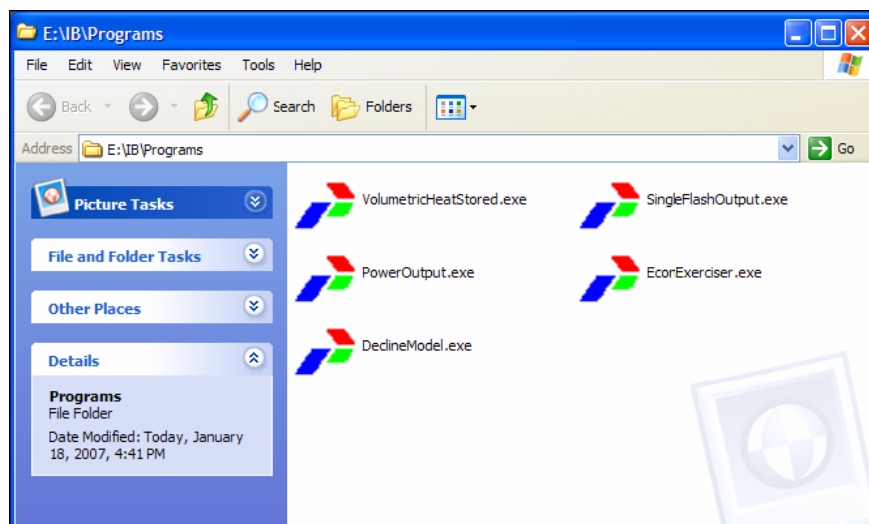 E:\IB\Programs
File Edit View Favorites Tools Help
Back Search Folders
Address E:\IB\Programs Go
Picture Tasks
File and Folder Tasks
Other Places
Details
Programs
File Folder
Date Modified: Today, January
18, 2007, 4:41 PM
VolumetricHeatStored.exe SingleFlashOutput.exe
PowerOutput.exe EcorExerciser.exe
DeclineModel.exe